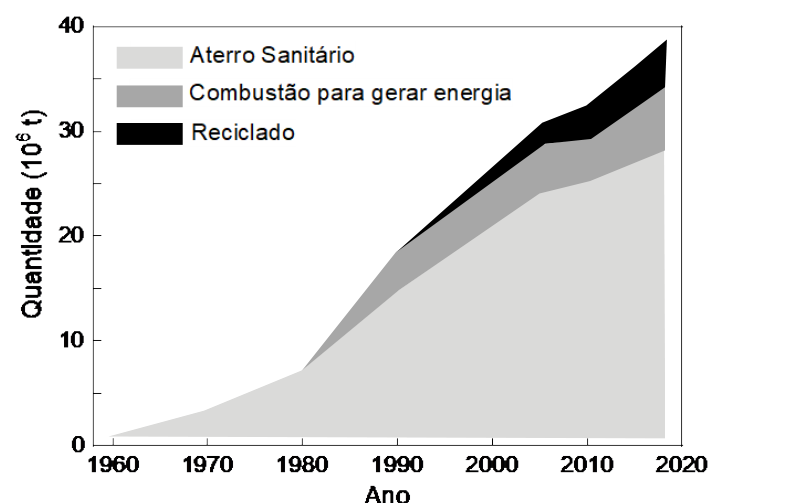 40
Aterro Sanitário
Combustão para gerar energia
Reciclado
30
20
10
0
Quantidade (10⁶ t)
1960 1970 1980 1990 2000 2010 2020
Ano